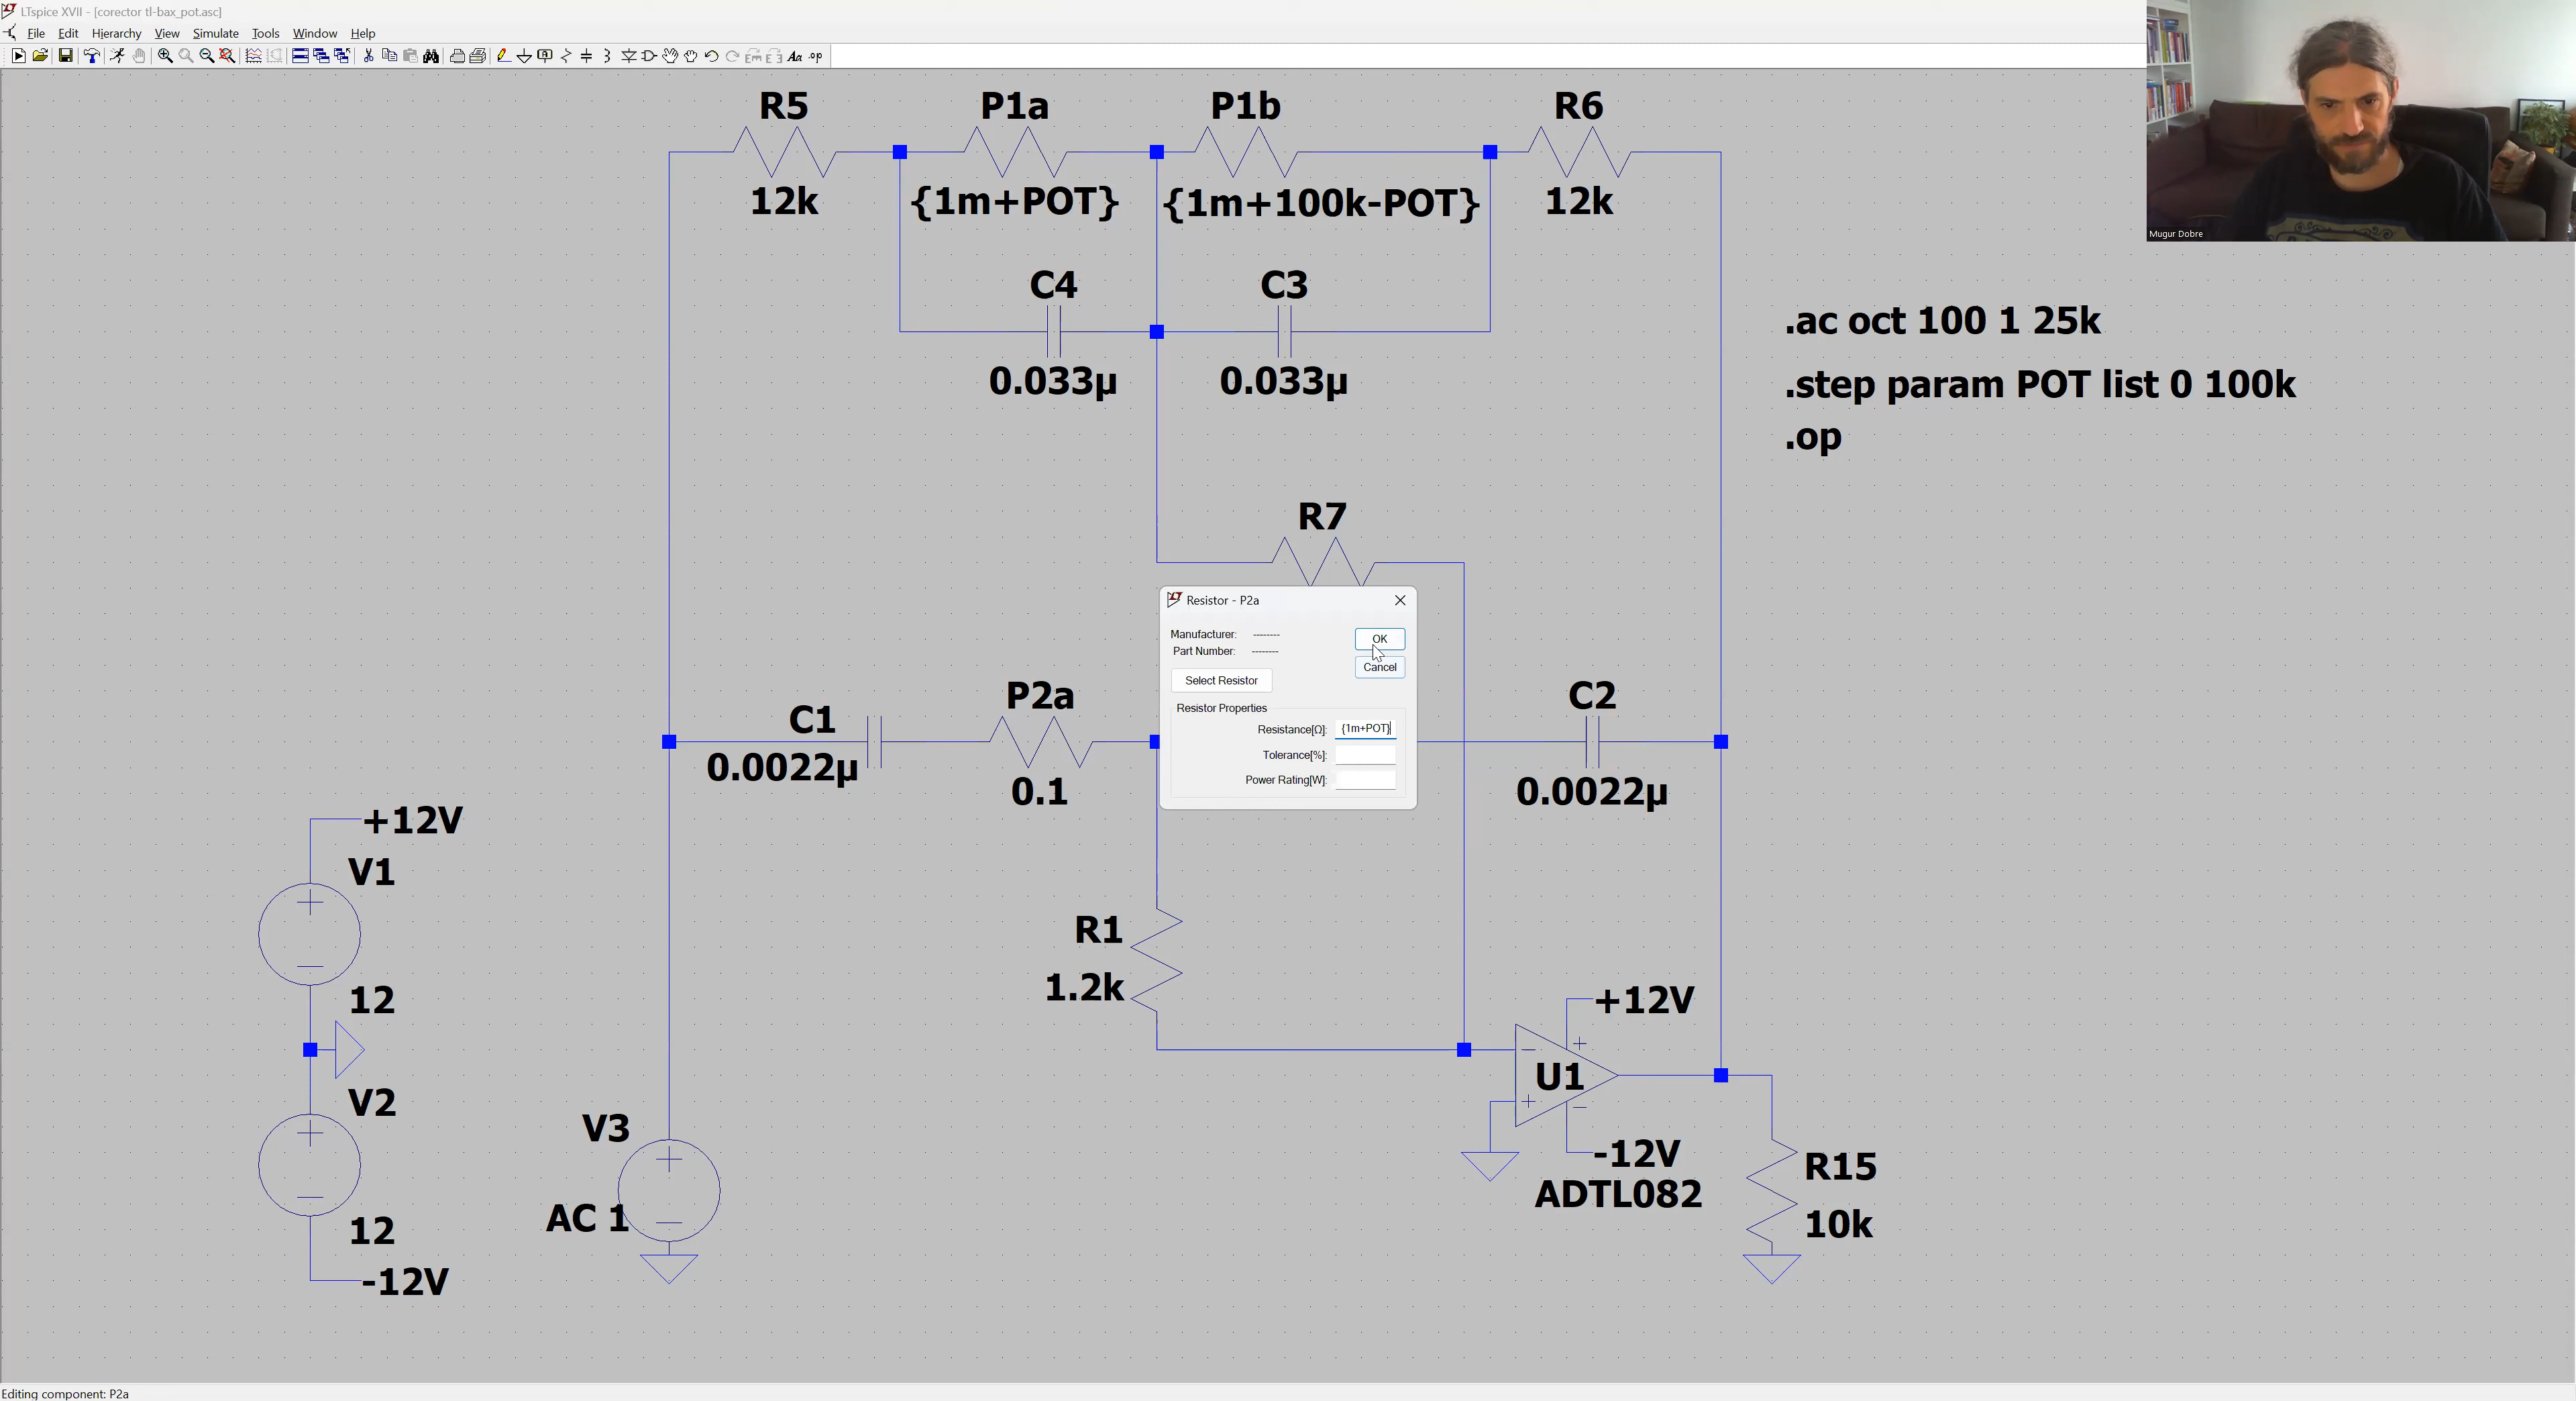 LTspice XVII - [corector tl-bax_pot.asc]
File Edit Hierarchy View Simulate Tools Window Help
Mugur Dobre
R5
P1a
P1b
R6
12k
{1m+POT}
{1m+100k-POT}
12k
C4
C3
0.033µ
0.033µ
.ac oct 100 1 25k
.step param POT list 0 100k
.op
R7
Resistor - P2a
Manufacturer: --------
OK
Part Number: --------
Cancel
Select Resistor
Resistor Properties
Resistance[Ω]: {1m+POT}
Tolerance[%]:
Power Rating[W]:
C1
P2a
C2
0.0022µ
0.1
0.0022µ
+12V
V1
12
V2
12
-12V
R1
1.2k
V3
AC 1
+12V
U1
-12V
ADTL082
R15
10k
Editing component: P2a